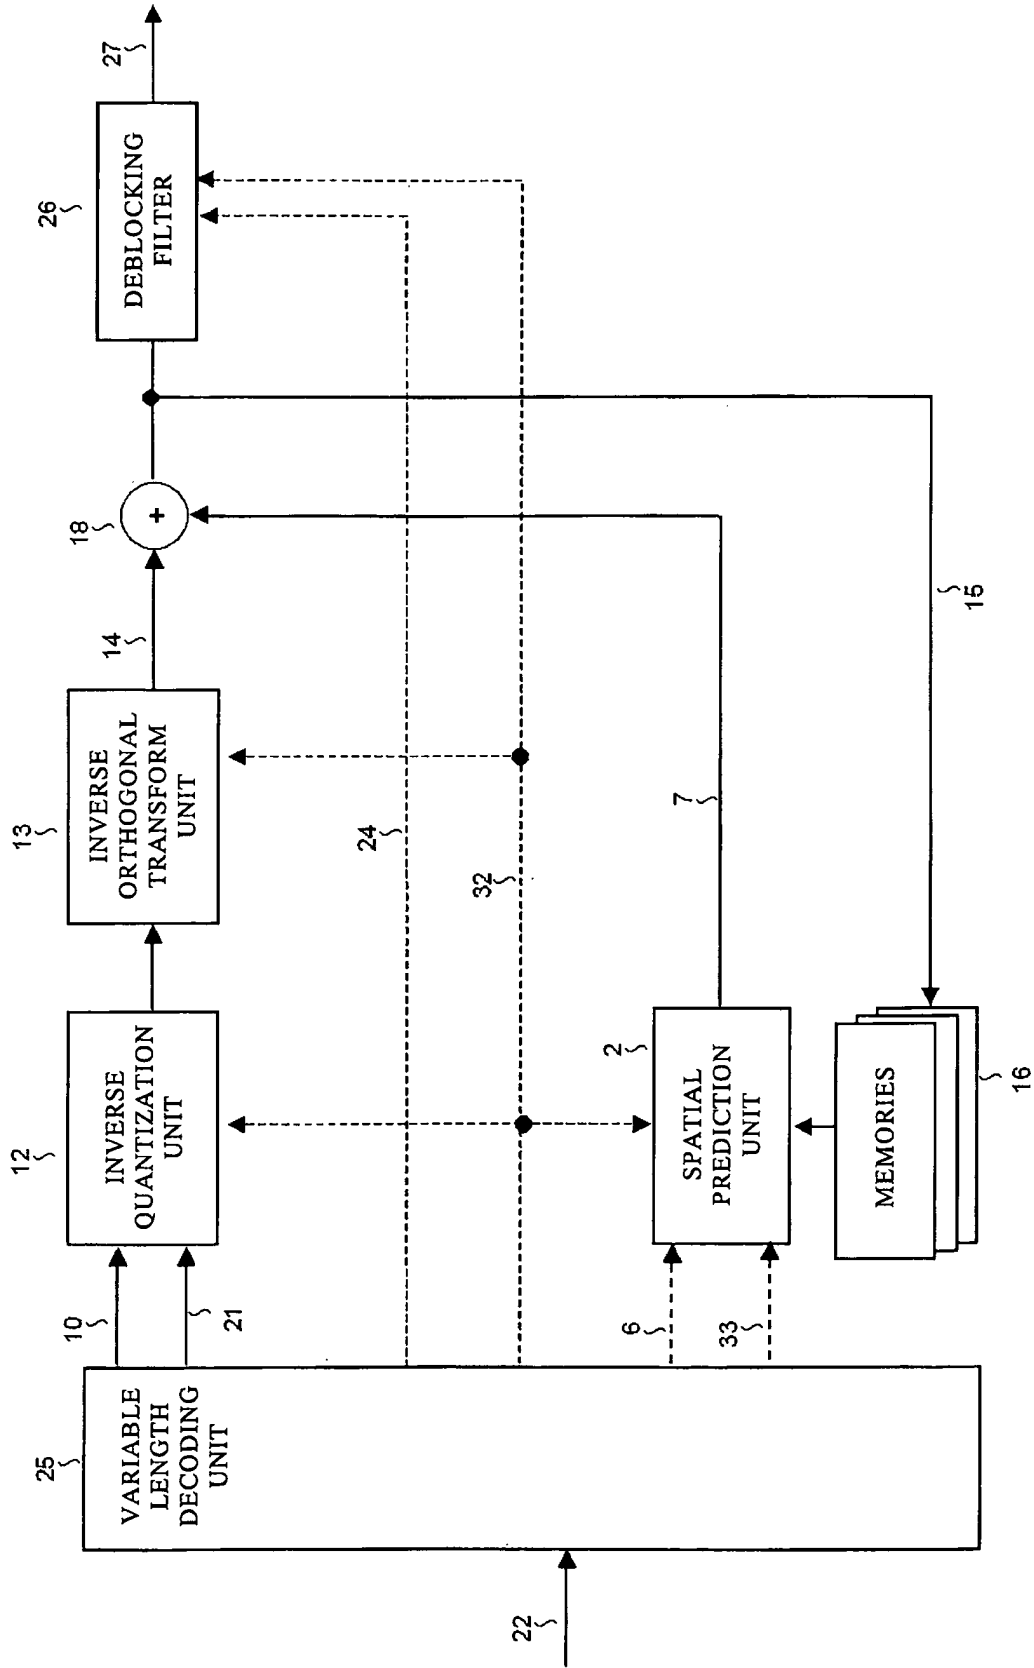 22
25
VARIABLE
LENGTH
DECODING
UNIT
10
21
12
INVERSE
QUANTIZATION
UNIT
13
INVERSE
ORTHOGONAL
TRANSFORM
UNIT
14
18
+
26
DEBLOCKING
FILTER
27
24
32
6
33
2
SPATIAL
PREDICTION
UNIT
7
MEMORIES
16
15